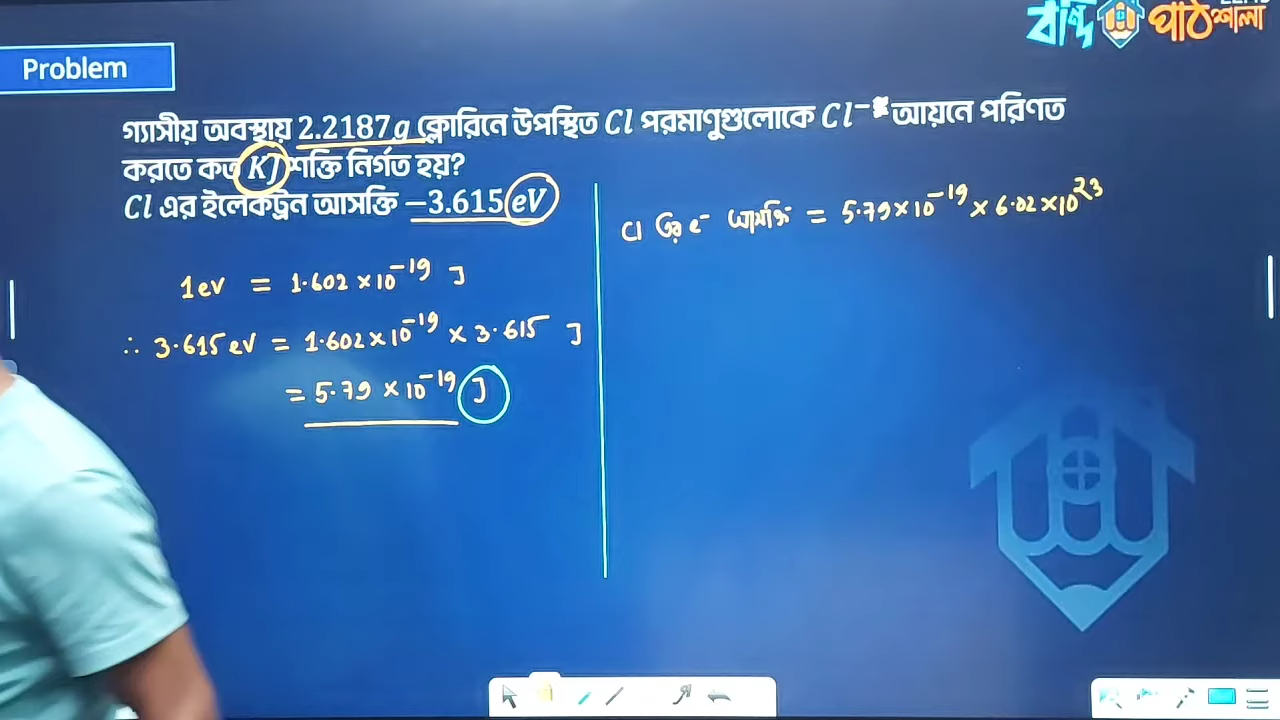 বন্দি পাঠশালা
Problem
গ্যাসীয় অবস্থায় 2.2187g ক্লোরিনে উপস্থিত Cl পরমাণুগুলোকে Cl⁻ আয়নে পরিণত
করতে কত KJ শক্তি নির্গত হয়?
Cl এর ইলেকট্রন আসক্তি −3.615 eV
1ev = 1.602 × 10⁻¹⁹ J
∴ 3.615 ev = 1.602 × 10⁻¹⁹ × 3.615 J
= 5.79 × 10⁻¹⁹ J
Cl এর e⁻ আসক্তি = 5.79 × 10⁻¹⁹ × 6.02 × 10²³